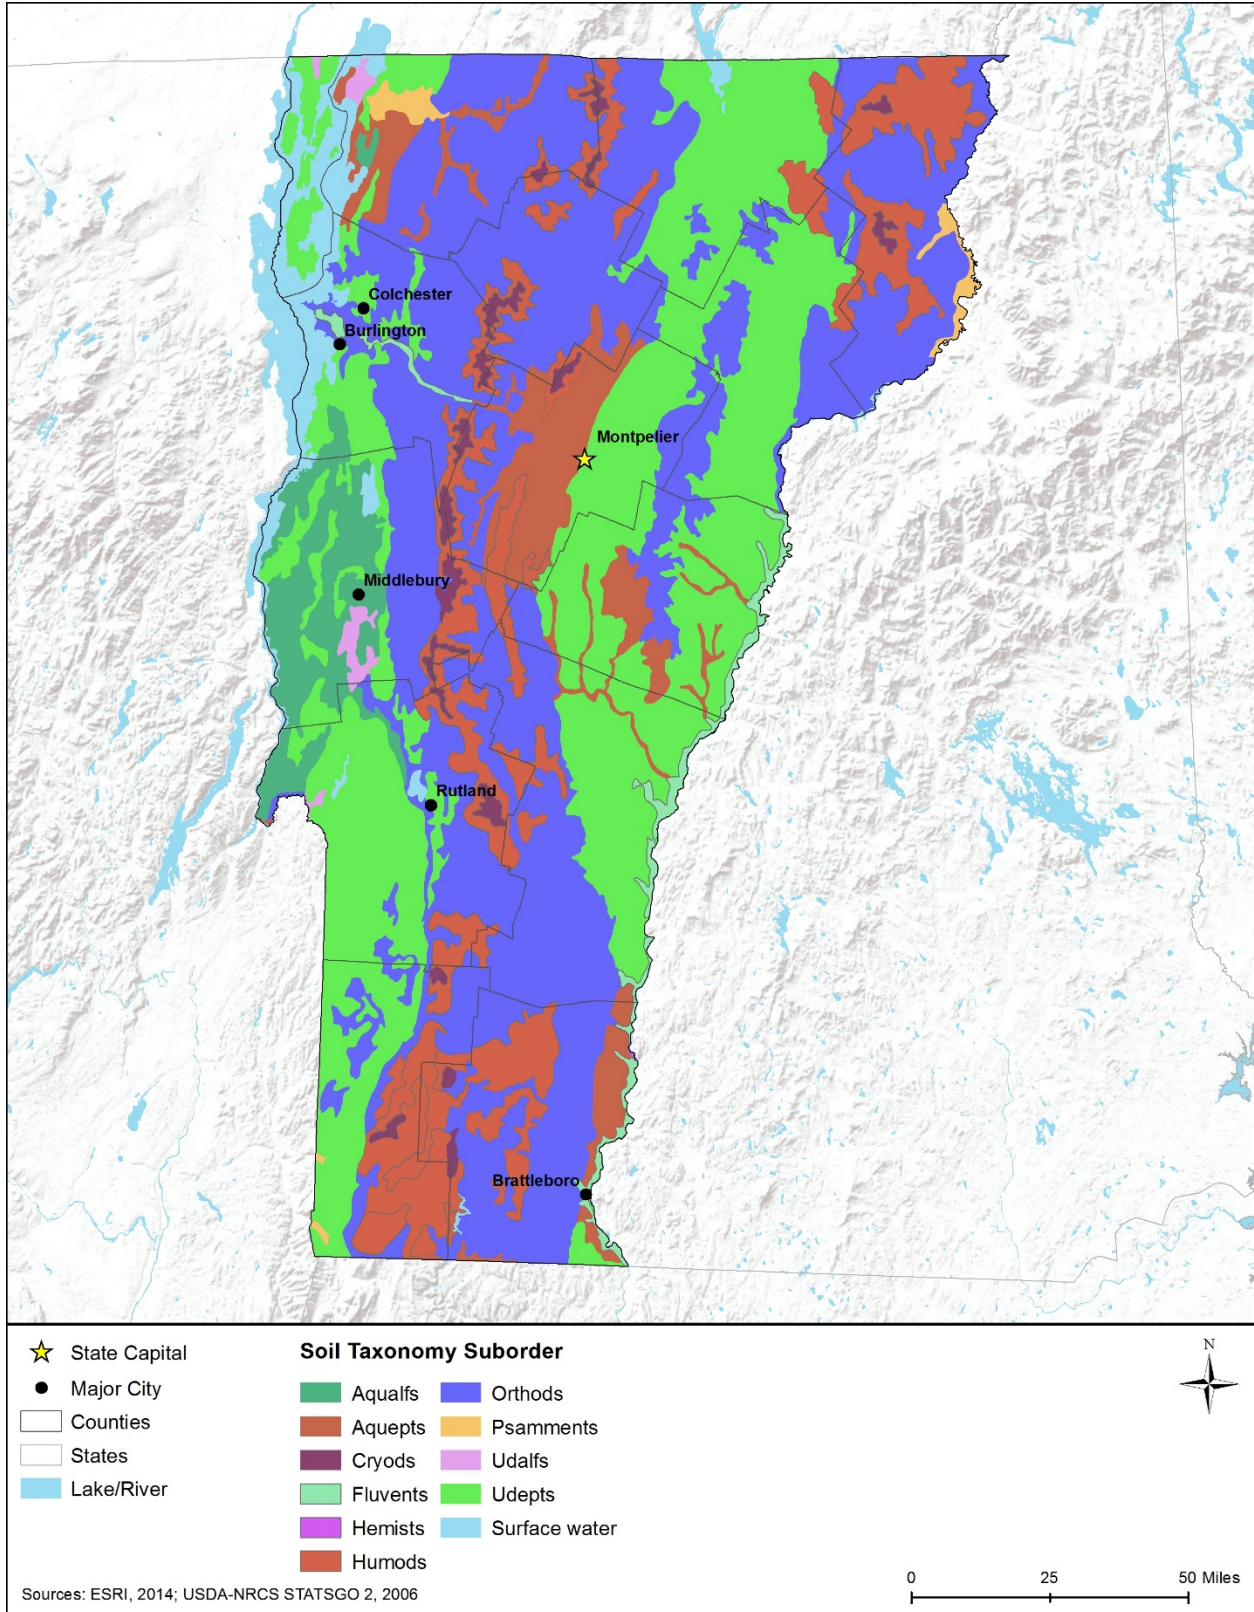 Colchester
Burlington
Montpelier
Middlebury
Rutland
Brattleboro
State Capital
Major City
Counties
States
Lake/River
Soil Taxonomy Suborder
Aqualfs
Aquepts
Cryods
Fluvents
Hemists
Humods
Orthods
Psamments
Udalfs
Udepts
Surface water
N
0 25 50 Miles
Sources: ESRI, 2014; USDA-NRCS STATSGO 2, 2006